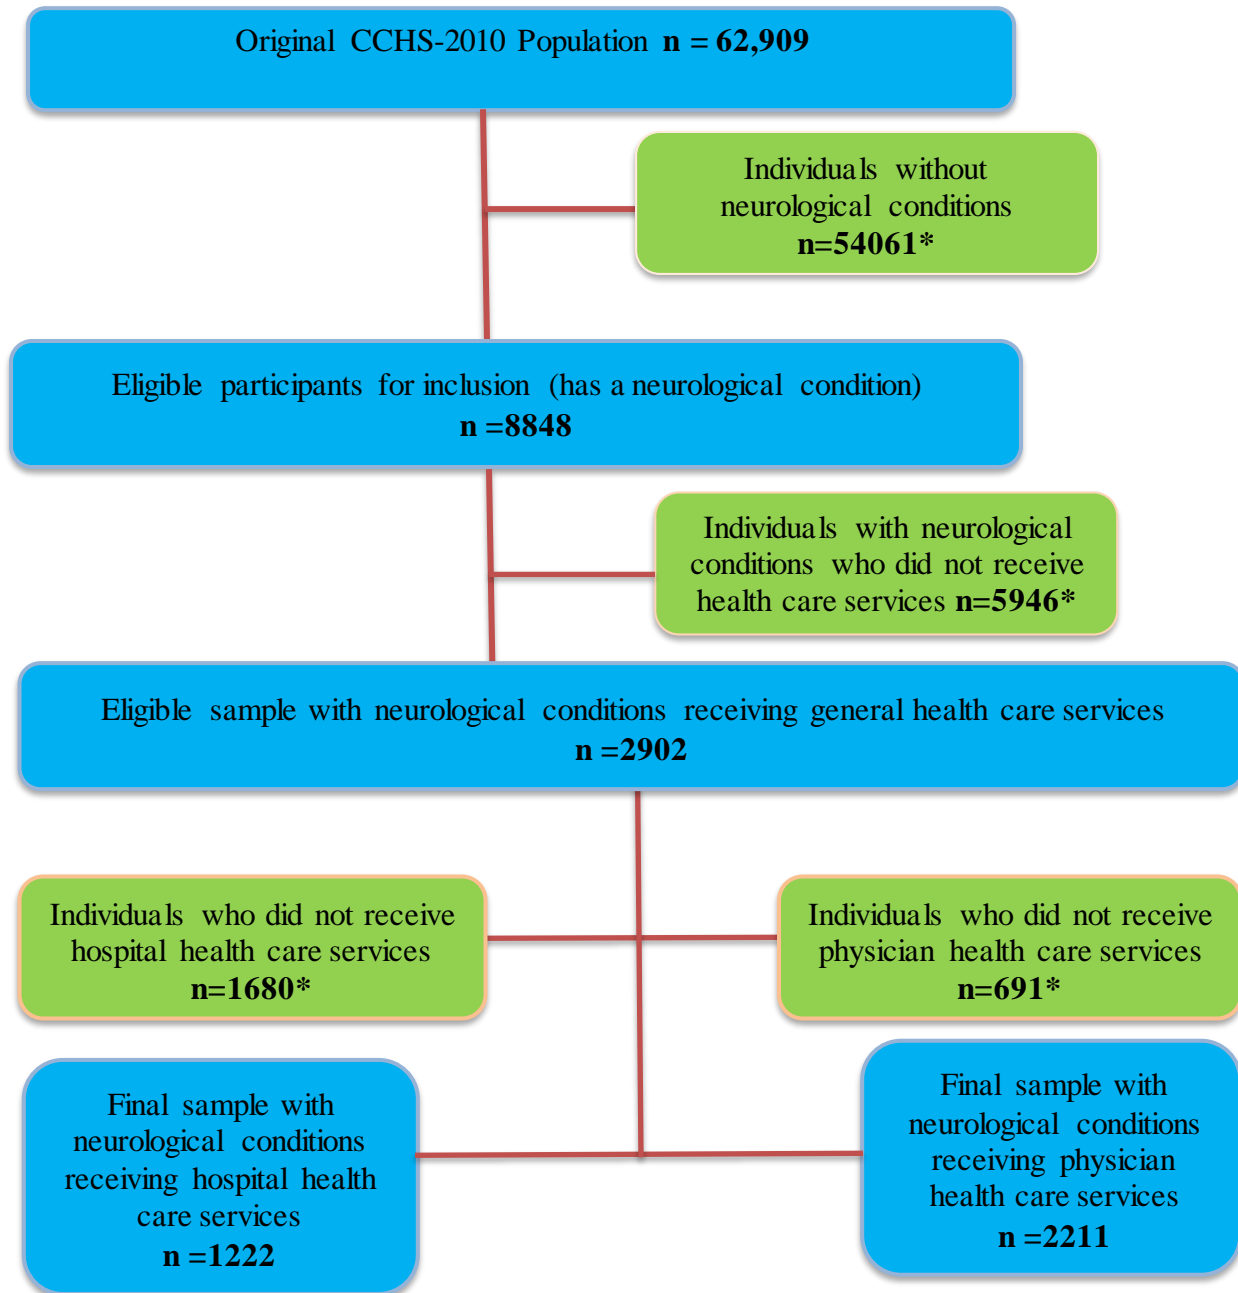 Original CCHS-2010 Population n = 62,909
Individuals without
neurological conditions
n=54061*
Eligible participants for inclusion (has a neurological condition)
n =8848
Individuals with neurological
conditions who did not receive
health care services n=5946*
Eligible sample with neurological conditions receiving general health care services
n =2902
Individuals who did not receive
hospital health care services
n=1680*
Individuals who did not receive
physician health care services
n=691*
Final sample with
neurological conditions
receiving hospital health
care services
n =1222
Final sample with
neurological conditions
receiving physician
health care services
n =2211